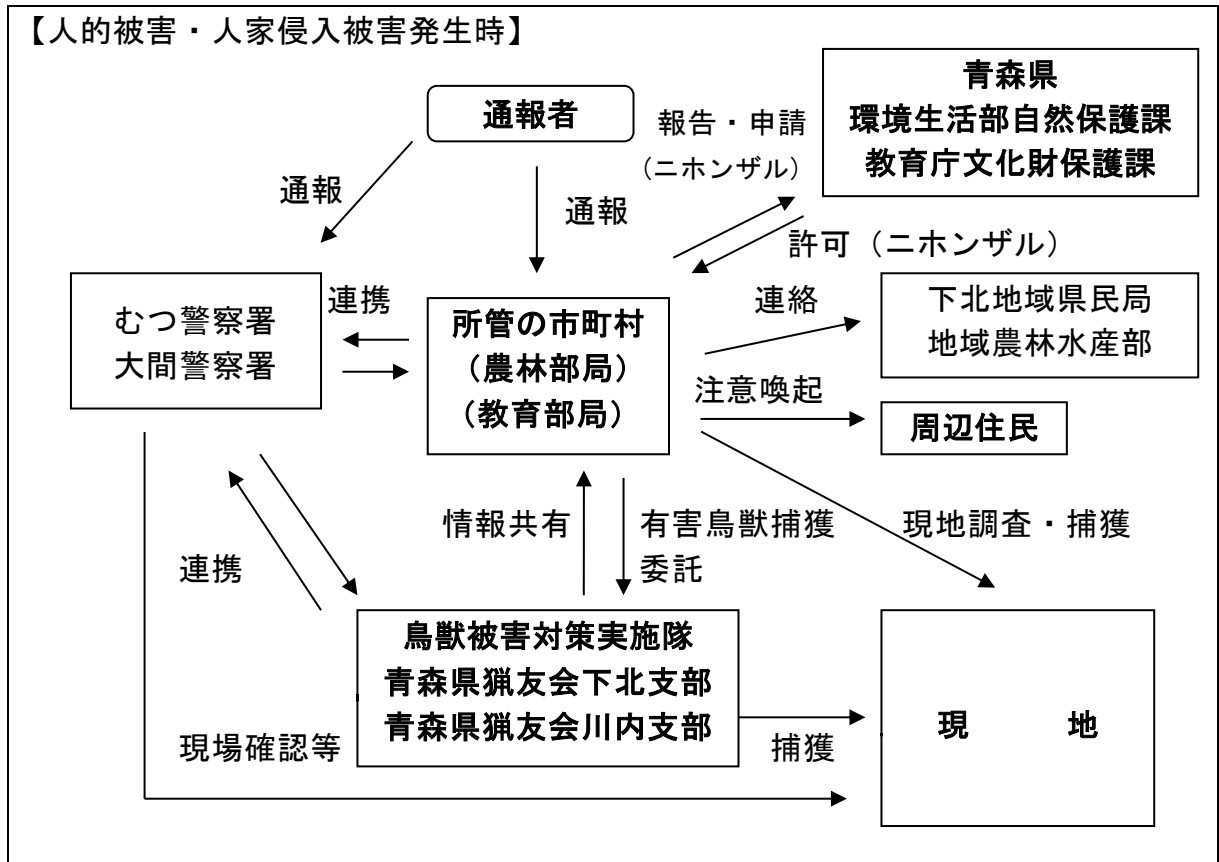 【人的被害・人家侵入被害発生時】
通報者
報告・申請
（ニホンザル）
青森県
環境生活部自然保護課
教育庁文化財保護課
通報
通報
許可（ニホンザル）
むつ警察署
大間警察署
連携
所管の市町村
（農林部局）
（教育部局）
連絡
下北地域県民局
地域農林水産部
注意喚起
周辺住民
連携
情報共有
有害鳥獣捕獲
委託
現地調査・捕獲
鳥獣被害対策実施隊
青森県猟友会下北支部
青森県猟友会川内支部
現場確認等
捕獲
現　　地